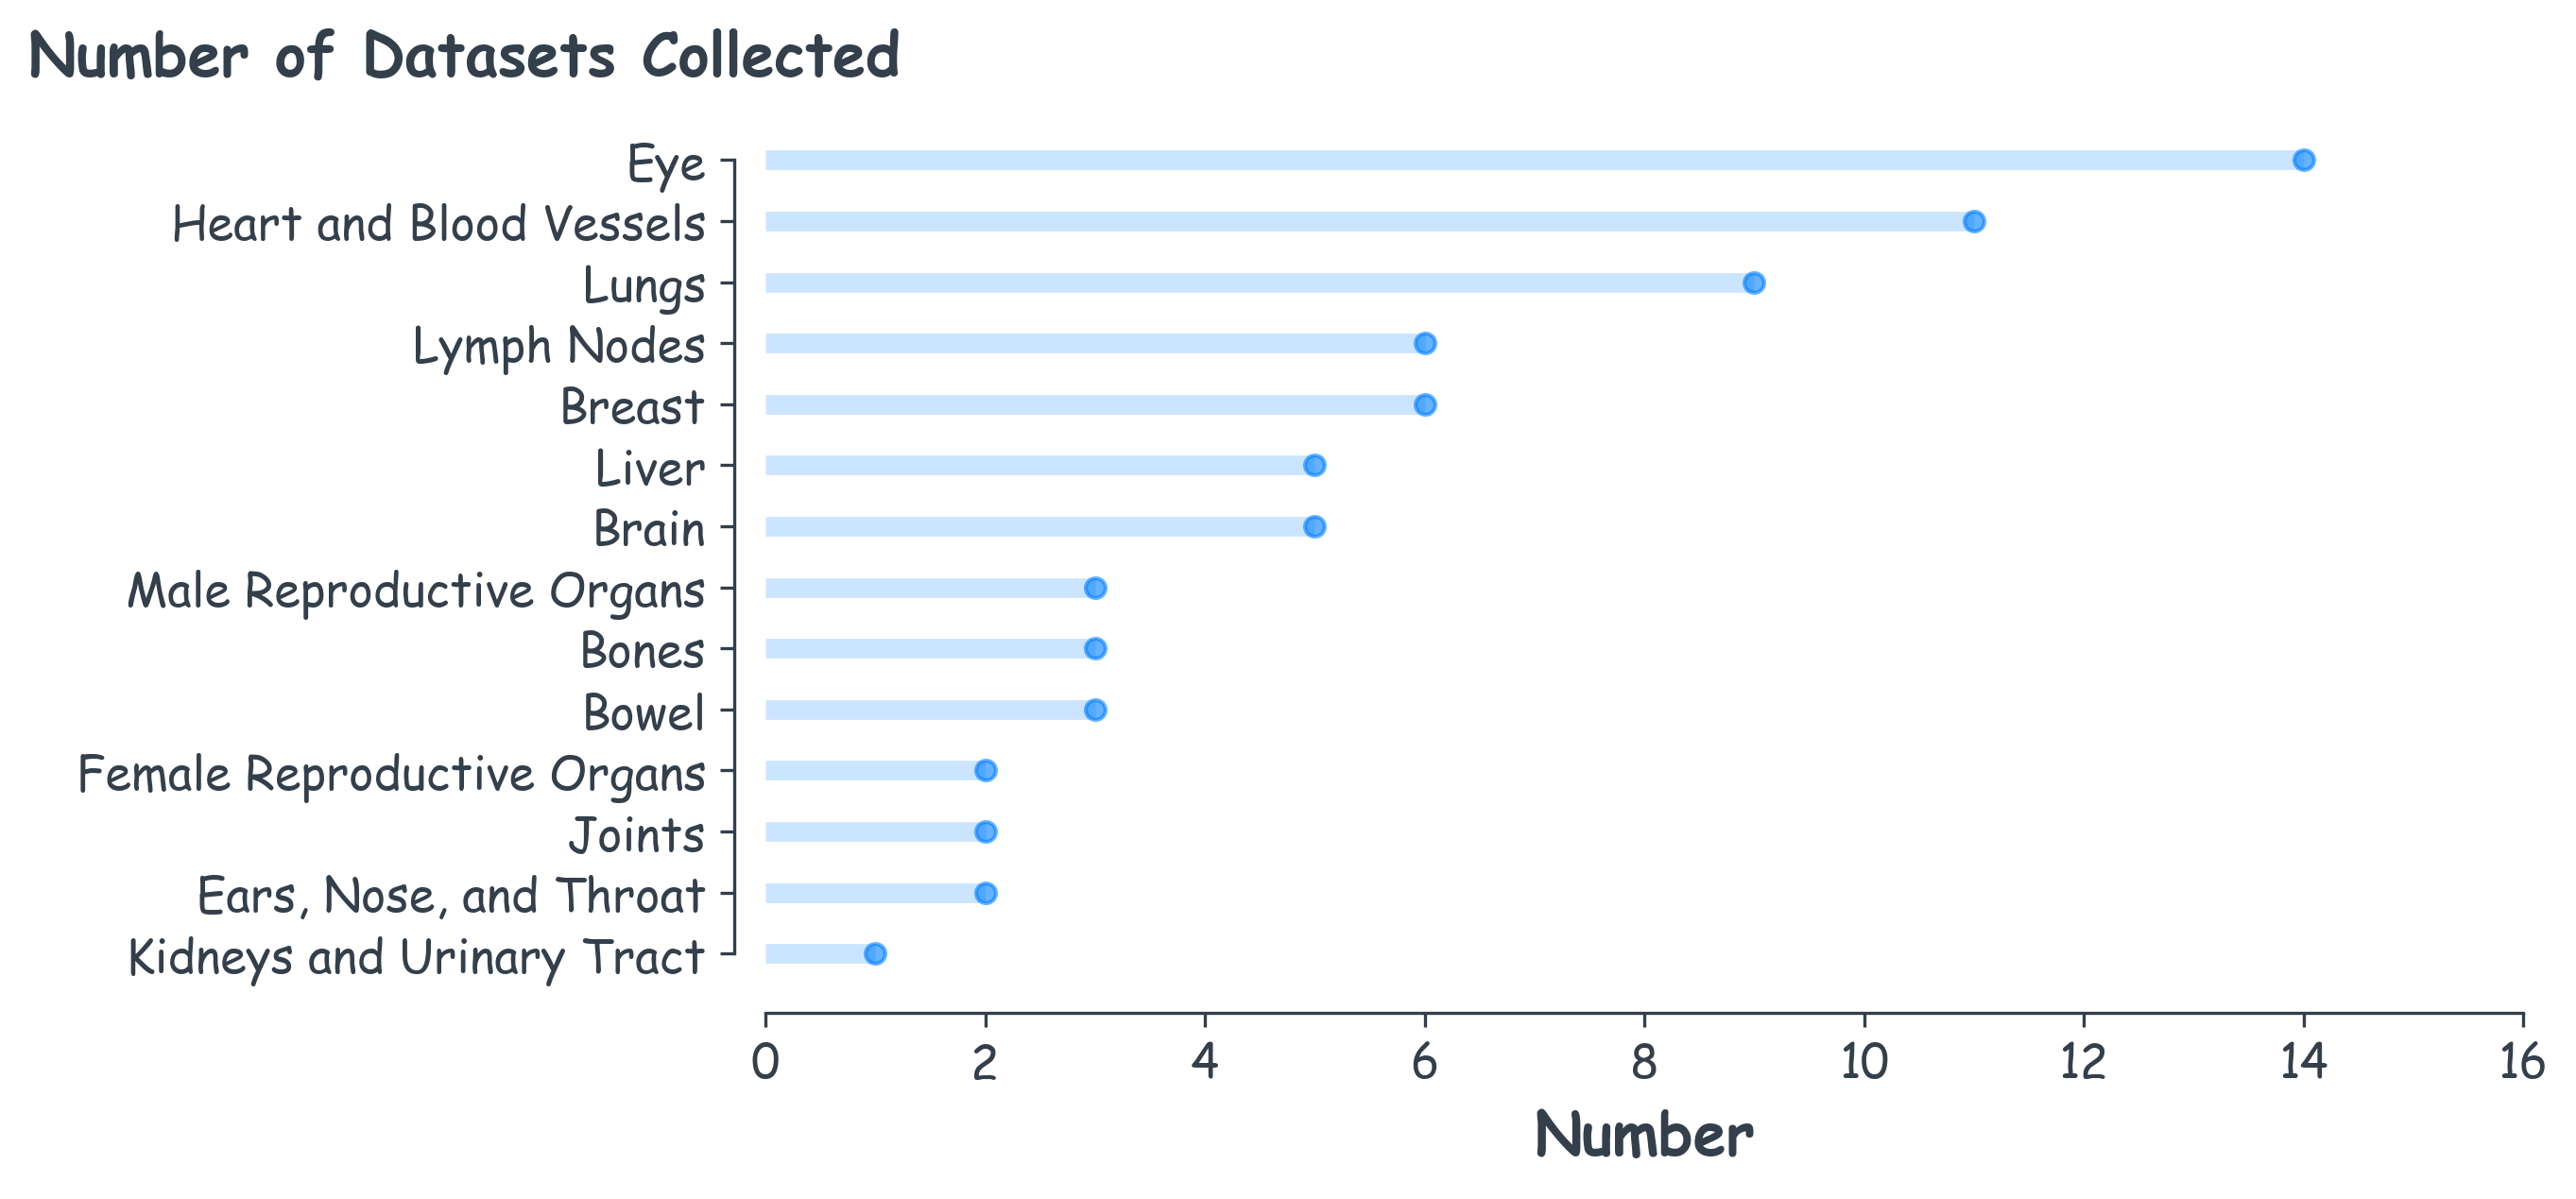 Number of Datasets Collected
Eye
Heart and Blood Vessels
Lungs
Lymph Nodes
Breast
Liver
Brain
Male Reproductive Organs
Bones
Bowel
Female Reproductive Organs
Joints
Ears, Nose, and Throat
Kidneys and Urinary Tract
0 2 4 6 8 10 12 14 16
Number